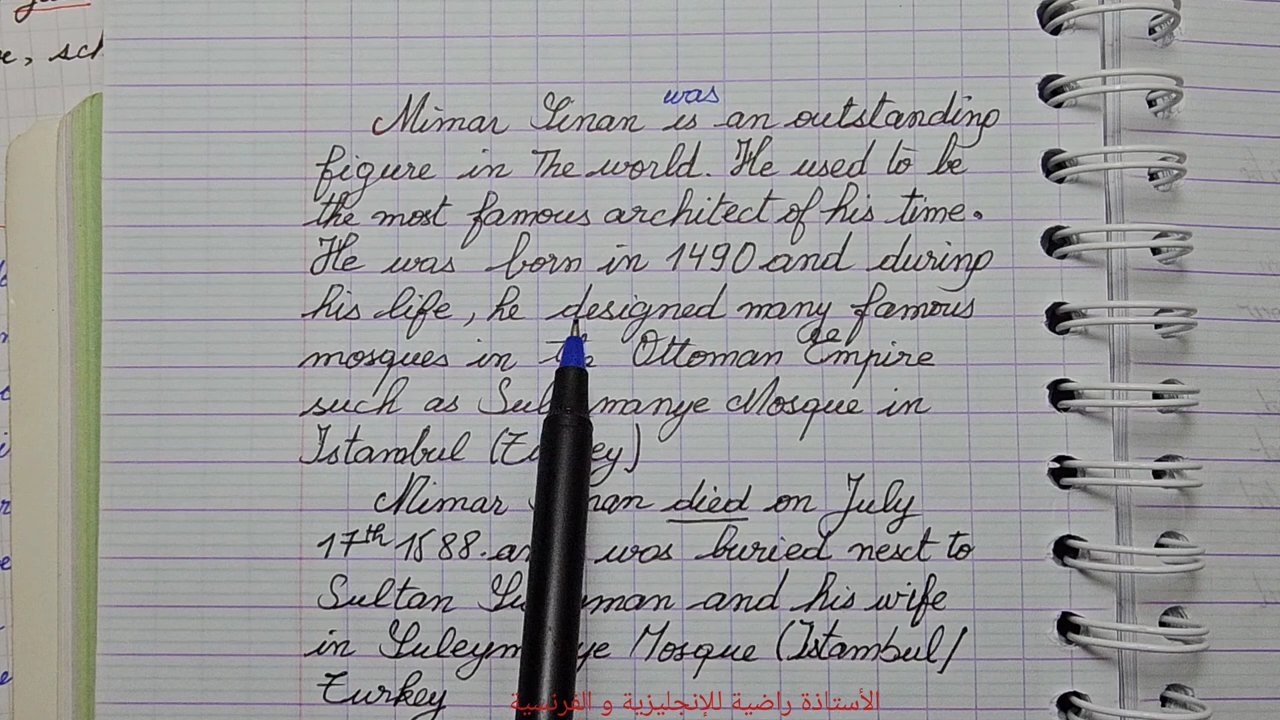 e, sch
was
Mimar Sinan is an outstanding
figure in The world. He used to be
the most famous architect of his time.
He was born in 1490 and during
his life, he designed many famous
mosques in the Ottoman Empire
such as manye Mosque in
Istambul
Mimar died on July
17th 1588. was buried next to
Sultan and his wife
in Mosque (Istambul/
Turkey
الأستاذة راضية للإنجليزية و الفرنسية